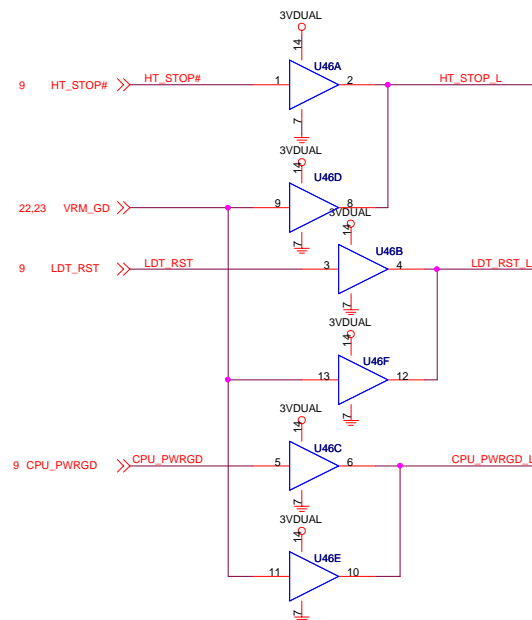 3VDUAL
14
U46A
9 HT_STOP# HT_STOP# 1 2 HT_STOP_L
7
3VDUAL
14
U46D
22,23 VRM_GD 9 8
3VDUAL
7
14
U46B
9 LDT_RST LDT_RST 3 4 LDT_RST_L
7
3VDUAL
14
U46F
13 12
7
3VDUAL
14
U46C
9 CPU_PWRGD CPU_PWRGD 5 6 CPU_PWRGD_L
7
3VDUAL
14
U46E
11 10
7